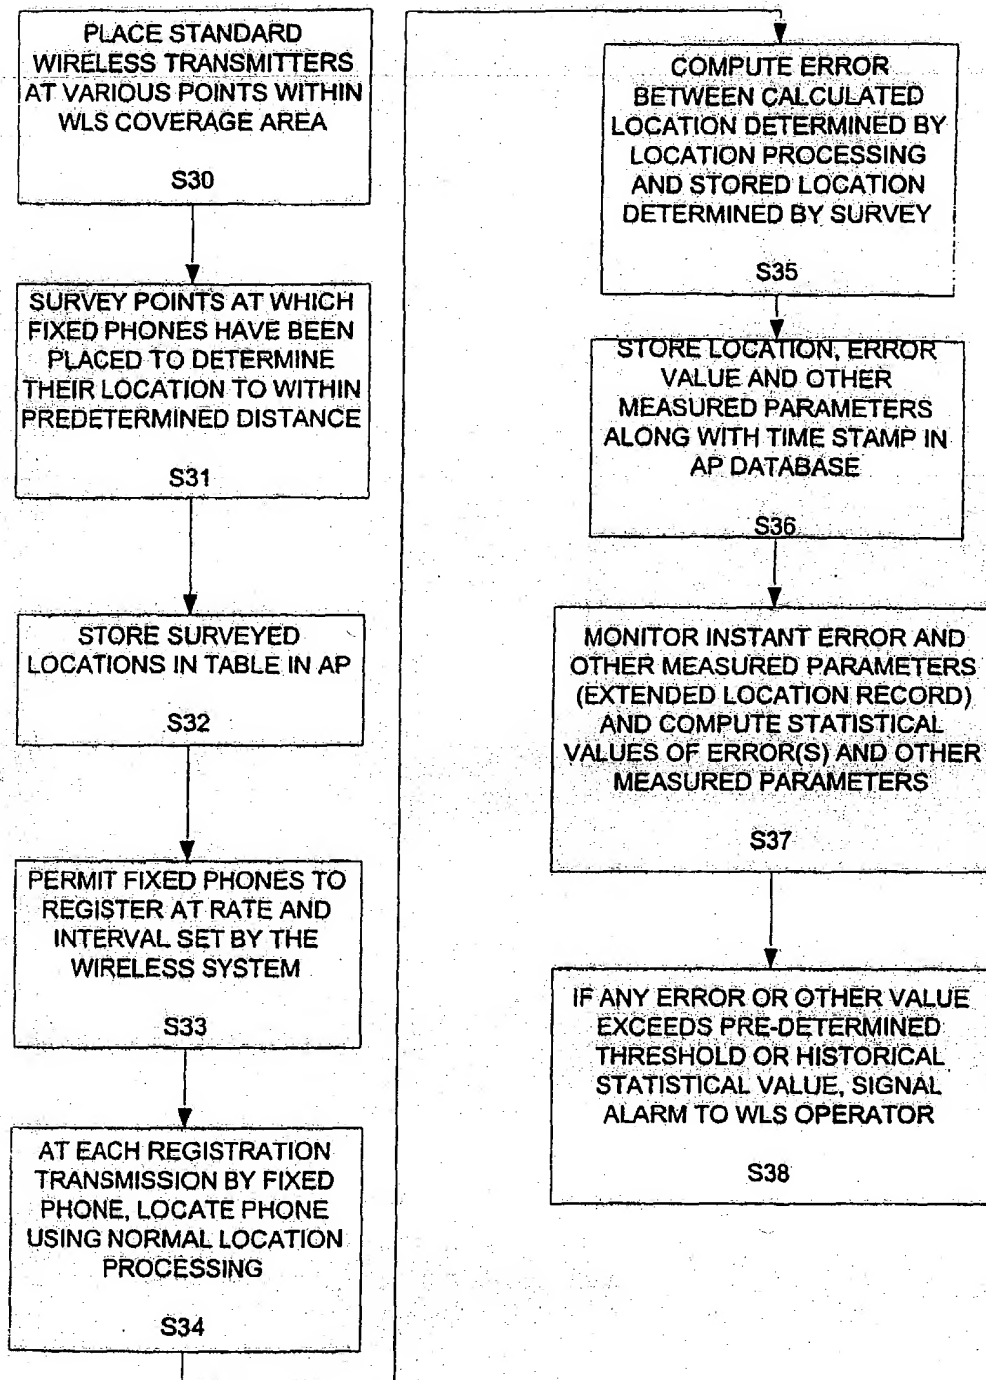 PLACE STANDARD
WIRELESS TRANSMITTERS
AT VARIOUS POINTS WITHIN
WLS COVERAGE AREA
S30
SURVEY POINTS AT WHICH
FIXED PHONES HAVE BEEN
PLACED TO DETERMINE
THEIR LOCATION TO WITHIN
PREDETERMINED DISTANCE
S31
STORE SURVEYED
LOCATIONS IN TABLE IN AP
S32
PERMIT FIXED PHONES TO
REGISTER AT RATE AND
INTERVAL SET BY THE
WIRELESS SYSTEM
S33
AT EACH REGISTRATION
TRANSMISSION BY FIXED
PHONE, LOCATE PHONE
USING NORMAL LOCATION
PROCESSING
S34
COMPUTE ERROR
BETWEEN CALCULATED
LOCATION DETERMINED BY
LOCATION PROCESSING
AND STORED LOCATION
DETERMINED BY SURVEY
S35
STORE LOCATION, ERROR
VALUE AND OTHER
MEASURED PARAMETERS
ALONG WITH TIME STAMP IN
AP DATABASE
S36
MONITOR INSTANT ERROR AND
OTHER MEASURED PARAMETERS
(EXTENDED LOCATION RECORD)
AND COMPUTE STATISTICAL
VALUES OF ERROR(S) AND OTHER
MEASURED PARAMETERS
S37
IF ANY ERROR OR OTHER VALUE
EXCEEDS PRE-DETERMINED
THRESHOLD OR HISTORICAL
STATISTICAL VALUE, SIGNAL
ALARM TO WLS OPERATOR
S38